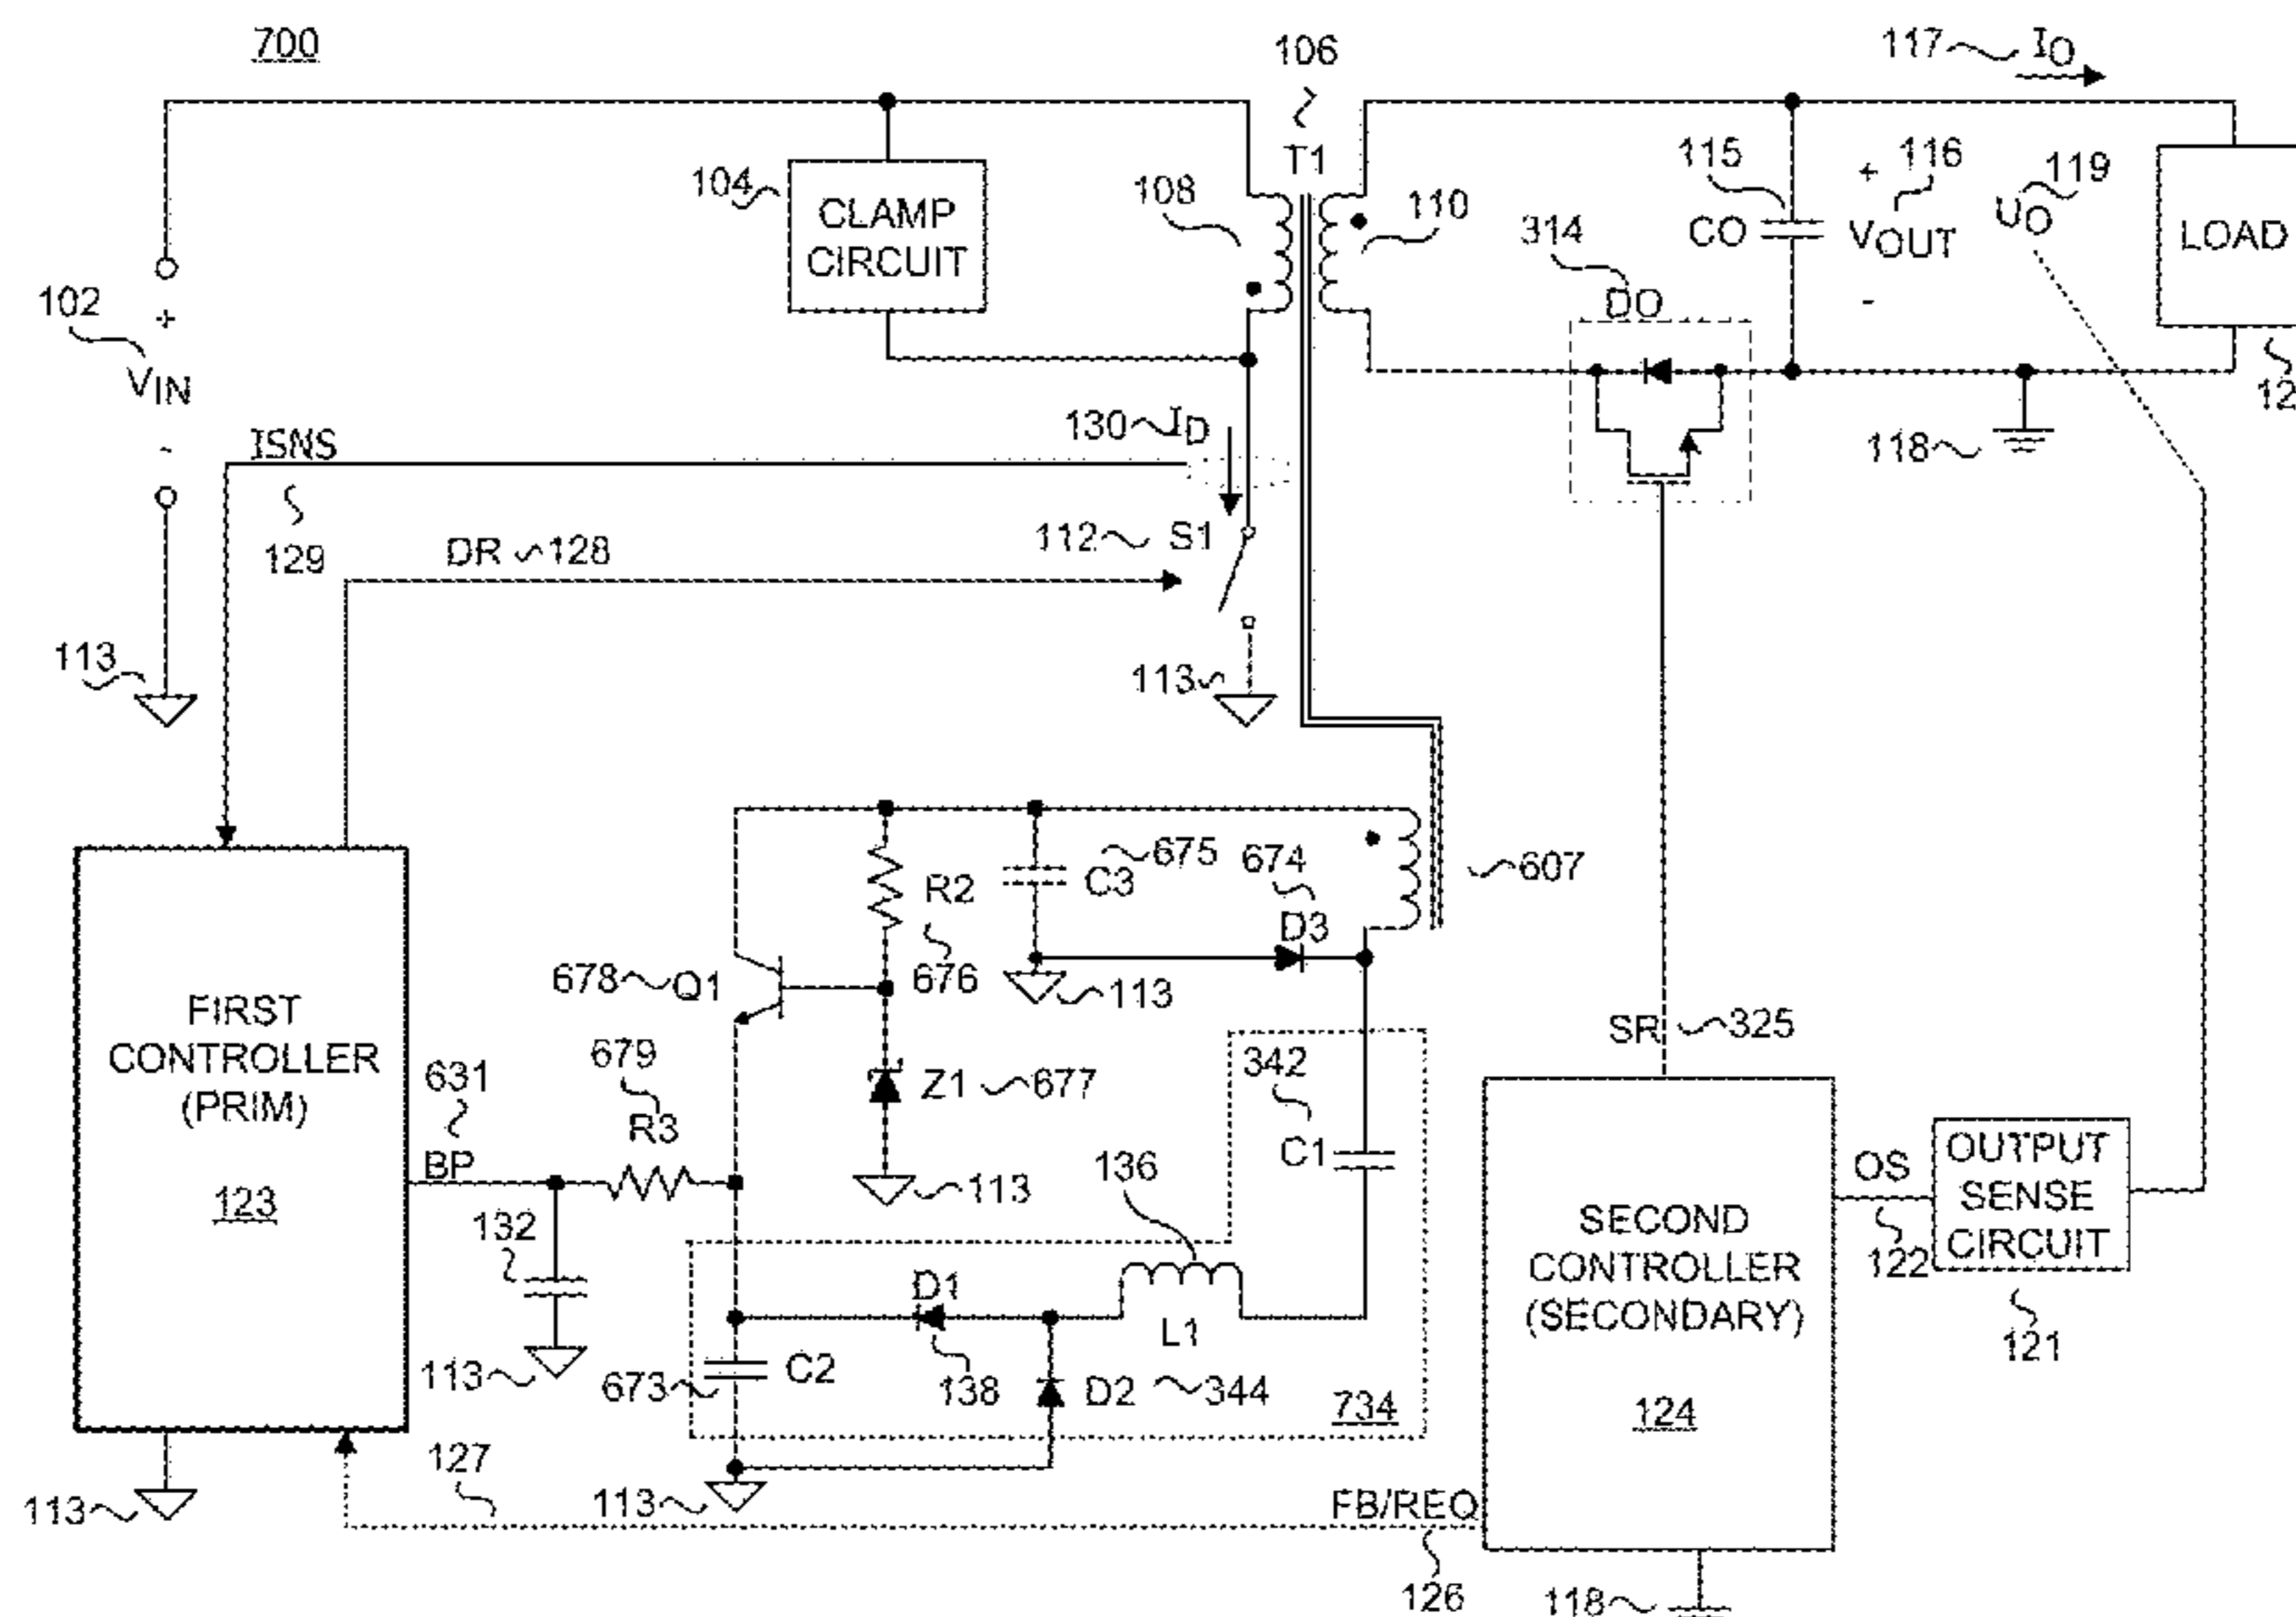 700
106
117 IO
T1
104
CLAMP
CIRCUIT
108
110
115
CO
+
116
VOUT
-
UO
119
LOAD
314
DO
102
+
VIN
-
ISNS
129
130 ID
118
DR 128
112 S1
113
113
675
C3
674
D3
607
R2
676
678 Q1
113
SR 325
FIRST
CONTROLLER
(PRIM)
123
631
BP
679
R3
Z1 677
113
342
C1
136
L1
132
113
D1
138
C2
673
D2 344
734
113
113
127
SECOND
CONTROLLER
(SECONDARY)
124
OS
122
OUTPUT
SENSE
CIRCUIT
121
FB/REQ
126
118